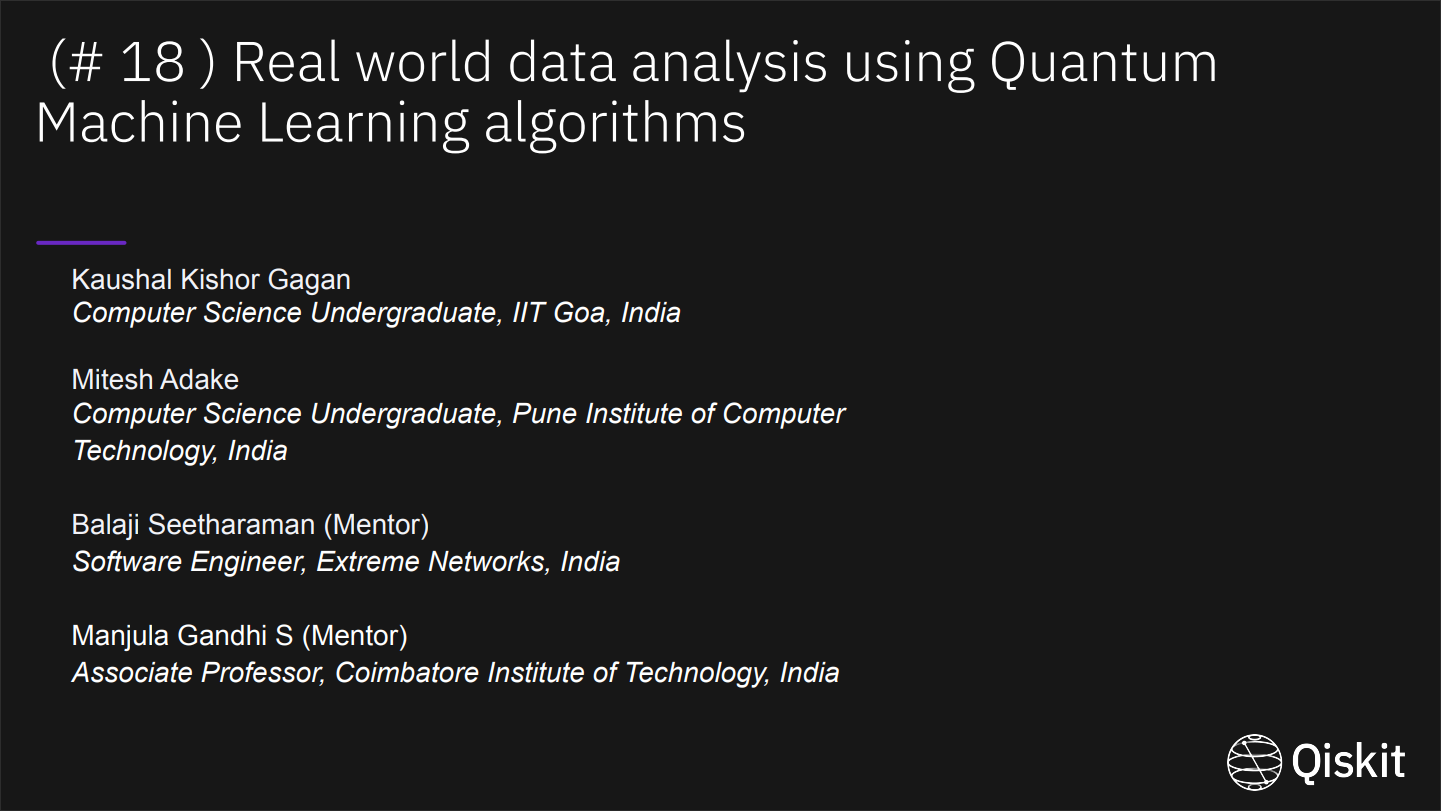 (# 18 ) Real world data analysis using Quantum
Machine Learning algorithms
Kaushal Kishor Gagan
Computer Science Undergraduate, IIT Goa, India
Mitesh Adake
Computer Science Undergraduate, Pune Institute of Computer
Technology, India
Balaji Seetharaman (Mentor)
Software Engineer, Extreme Networks, India
Manjula Gandhi S (Mentor)
Associate Professor, Coimbatore Institute of Technology, India
Qiskit